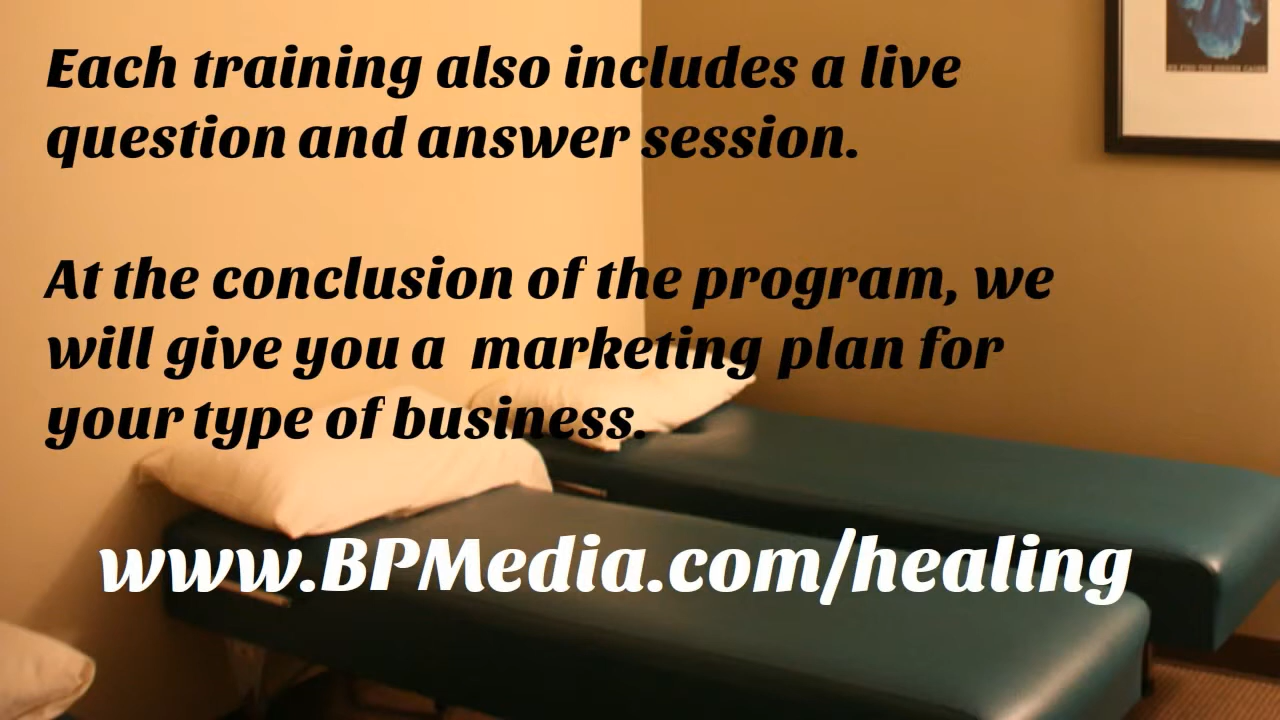 Each training also includes a live
question and answer session.
At the conclusion of the program, we
will give you a  marketing plan for
your type of business.
www.BPMedia.com/healing